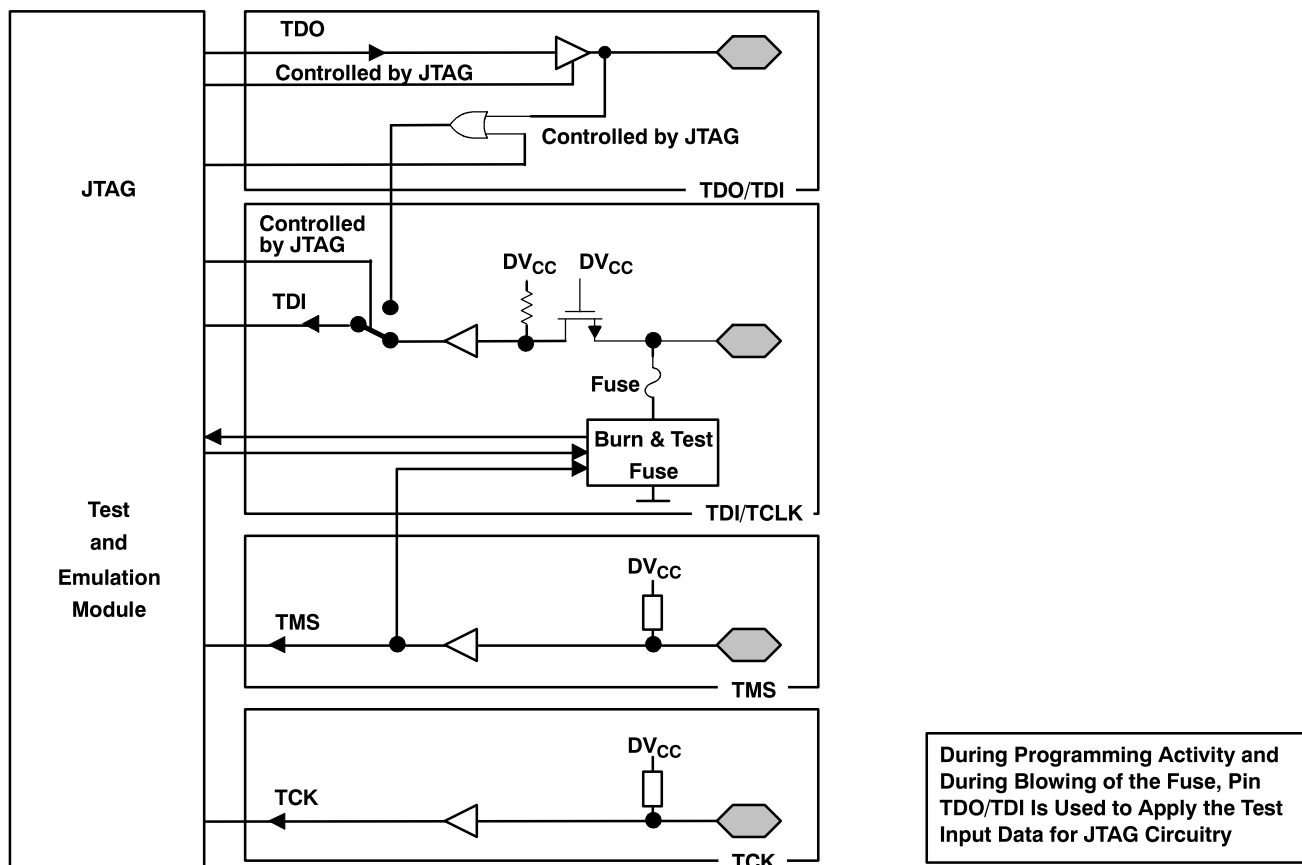 TDO
Controlled by JTAG
Controlled by JTAG
JTAG
TDO/TDI
Controlled
by JTAG
DVCC
DVCC
TDI
Fuse
Burn & Test
Fuse
TDI/TCLK
Test
and
Emulation
Module
DVCC
TMS
TMS
DVCC
TCK
TCK
During Programming Activity and
During Blowing of the Fuse, Pin
TDO/TDI Is Used to Apply the Test
Input Data for JTAG Circuitry